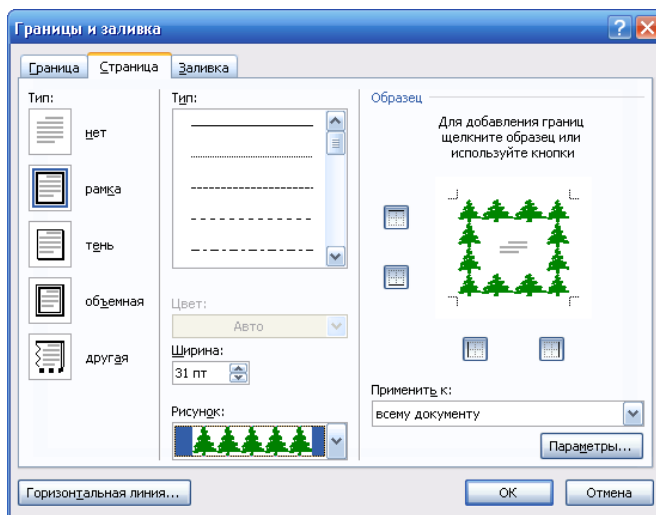 Границы и заливка
Граница
Страница
Заливка
Тип:
нет
рамка
тень
объемная
другая
Тип:
Цвет:
Авто
Ширина:
31 пт
Рисунок:
Образец
Для добавления границ
щелкните образец или
используйте кнопки
Применить к:
всему документу
Параметры...
Горизонтальная линия...
ОК
Отмена